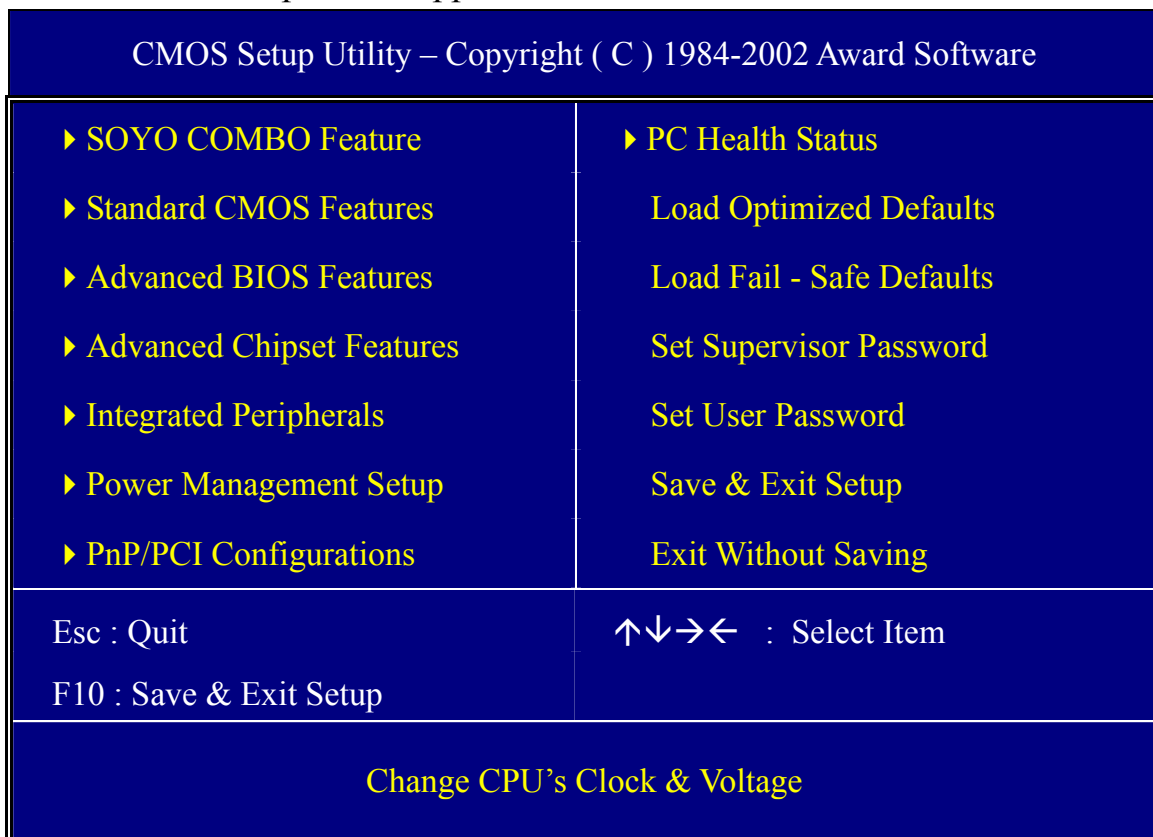 CMOS Setup Utility – Copyright ( C ) 1984-2002 Award Software
SOYO COMBO Feature
Standard CMOS Features
Advanced BIOS Features
Advanced Chipset Features
Integrated Peripherals
Power Management Setup
PnP/PCI Configurations
PC Health Status
Load Optimized Defaults
Load Fail - Safe Defaults
Set Supervisor Password
Set User Password
Save & Exit Setup
Exit Without Saving
Esc : Quit
F10 : Save & Exit Setup
↑↓→← : Select Item
Change CPU’s Clock & Voltage